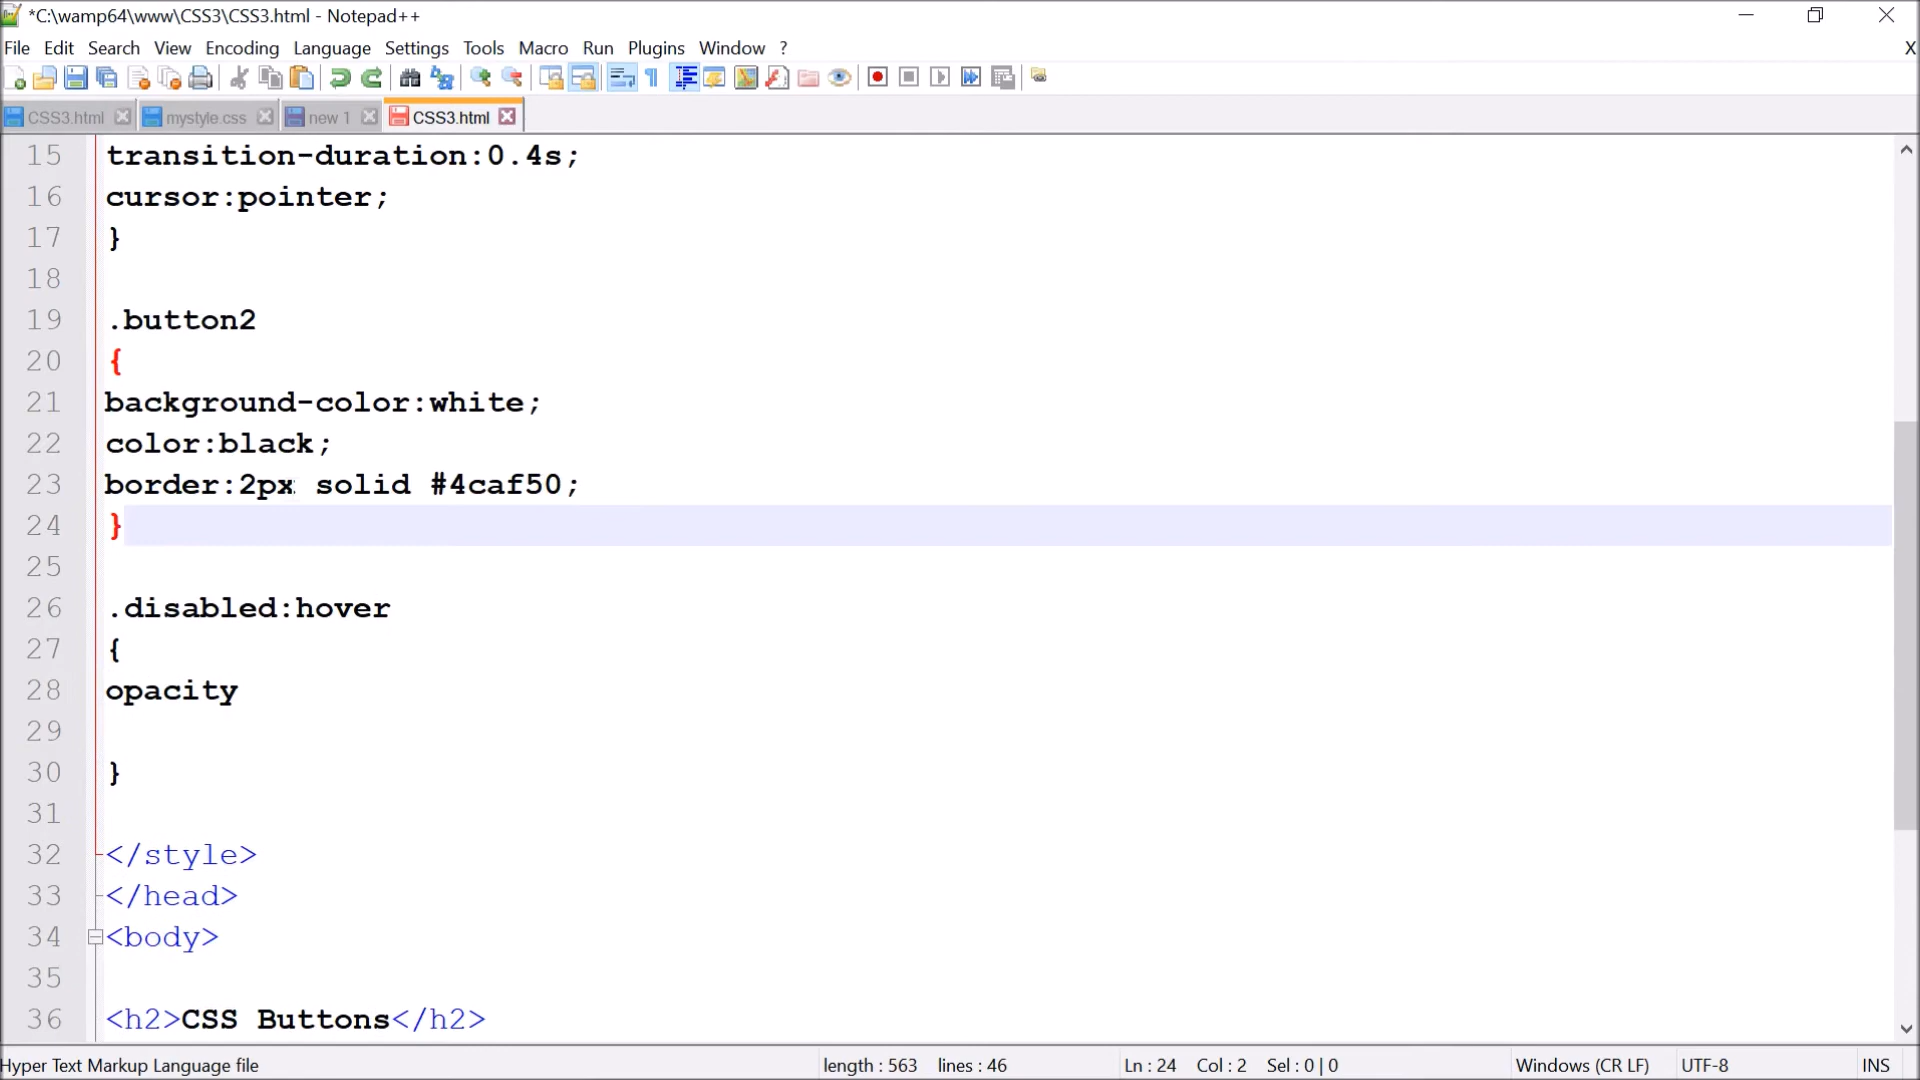 *C:\wamp64\www\CSS3\CSS3.html - Notepad++
File Edit Search View Encoding Language Settings Tools Macro Run Plugins Window ? X
CSS3.html mystyle.css new 1 CSS3.html
15 transition-duration:0.4s;
16 cursor:pointer;
17 }
18
19 .button2
20 {
21 background-color:white;
22 color:black;
23 border:2px solid #4caf50;
24 }
25
26 .disabled:hover
27 {
28 opacity
29
30 }
31
32 </style>
33 </head>
34 <body>
35
36 <h2>CSS Buttons</h2>
Hyper Text Markup Language file length : 563 lines : 46 Ln : 24 Col : 2 Sel : 0 | 0 Windows (CR LF) UTF-8 INS